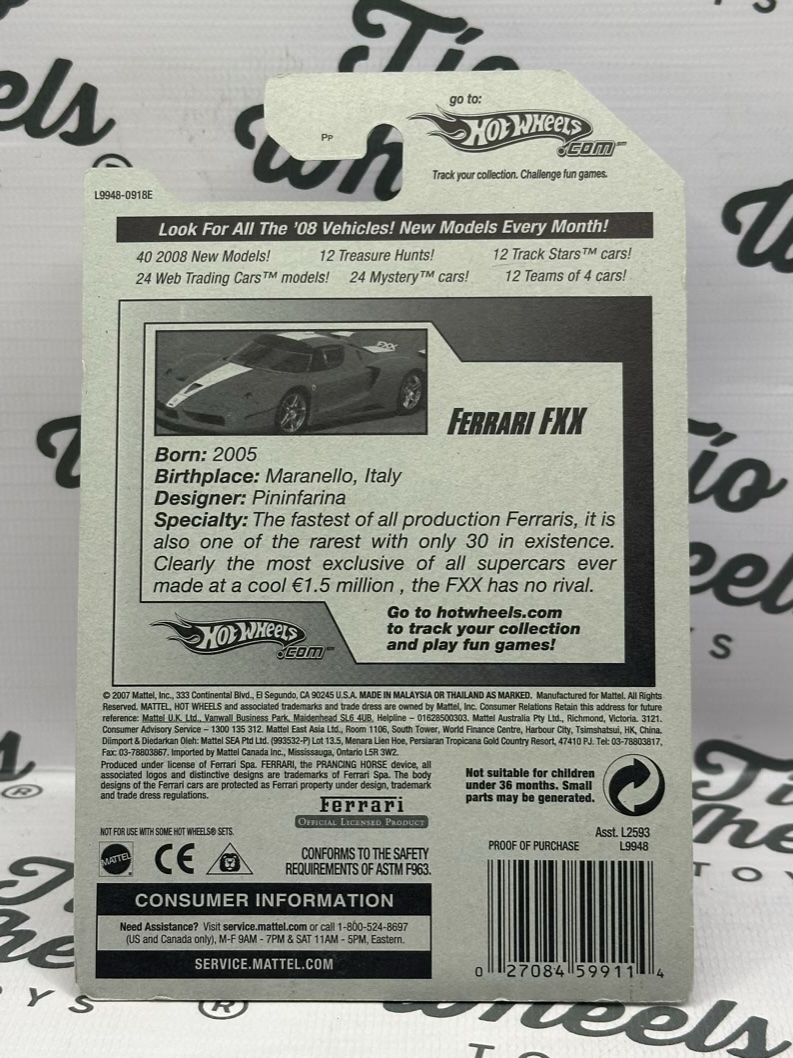 go to:
HOT WHEELS
.COM™
PP
Track your collection. Challenge fun games.
L9948-0918E
Look For All The '08 Vehicles! New Models Every Month!
40 2008 New Models! 12 Treasure Hunts! 12 Track Stars™ cars!
24 Web Trading Cars™ models! 24 Mystery™ cars! 12 Teams of 4 cars!
FXX
FERRARI FXX
Born: 2005
Birthplace: Maranello, Italy
Designer: Pininfarina
Specialty: The fastest of all production Ferraris, it is
also one of the rarest with only 30 in existence.
Clearly the most exclusive of all supercars ever
made at a cool €1.5 million , the FXX has no rival.
HOT WHEELS
.COM™
Go to hotwheels.com
to track your collection
and play fun games!
© 2007 Mattel, Inc., 333 Continental Blvd., El Segundo, CA 90245 U.S.A. MADE IN MALAYSIA OR THAILAND AS MARKED. Manufactured for Mattel. All Rights
Reserved. MATTEL, HOT WHEELS and associated trademarks and trade dress are owned by Mattel, Inc. Consumer Relations Retain this address for future
reference: Mattel U.K. Ltd., Vanwall Business Park, Maidenhead SL6 4UB. Helpline – 01628500303. Mattel Australia Pty Ltd., Richmond, Victoria. 3121.
Consumer Advisory Service – 1300 135 312. Mattel East Asia Ltd., Room 1106, South Tower, World Finance Centre, Harbour City, Tsimshatsui, HK, China.
Diimport & Diedarkan Oleh: Mattel SEA Ptd Ltd. (993532-P) Lot 13.5, Menara Lien Hoe, Persiaran Tropicana Gold Country Resort, 47410 PJ. Tel: 03-78803817,
Fax: 03-78803867. Imported by Mattel Canada Inc., Mississauga, Ontario L5R 3W2.
Produced under license of Ferrari Spa. FERRARI, the PRANCING HORSE device, all
associated logos and distinctive designs are trademarks of Ferrari Spa. The body
designs of the Ferrari cars are protected as Ferrari property under design, trademark
and trade dress regulations.
Ferrari
OFFICIAL LICENSED PRODUCT
Not suitable for children
under 36 months. Small
parts may be generated.
NOT FOR USE WITH SOME HOT WHEELS® SETS.
Asst. L2593
PROOF OF PURCHASE L9948
MATTEL
CE
CONFORMS TO THE SAFETY
REQUIREMENTS OF ASTM F963.
CONSUMER INFORMATION
Need Assistance? Visit service.mattel.com or call 1-800-524-8697
(US and Canada only), M-F 9AM - 7PM & SAT 11AM - 5PM, Eastern.
SERVICE.MATTEL.COM
0 27084 59911 4
Tio
Wheels
TOYS
®